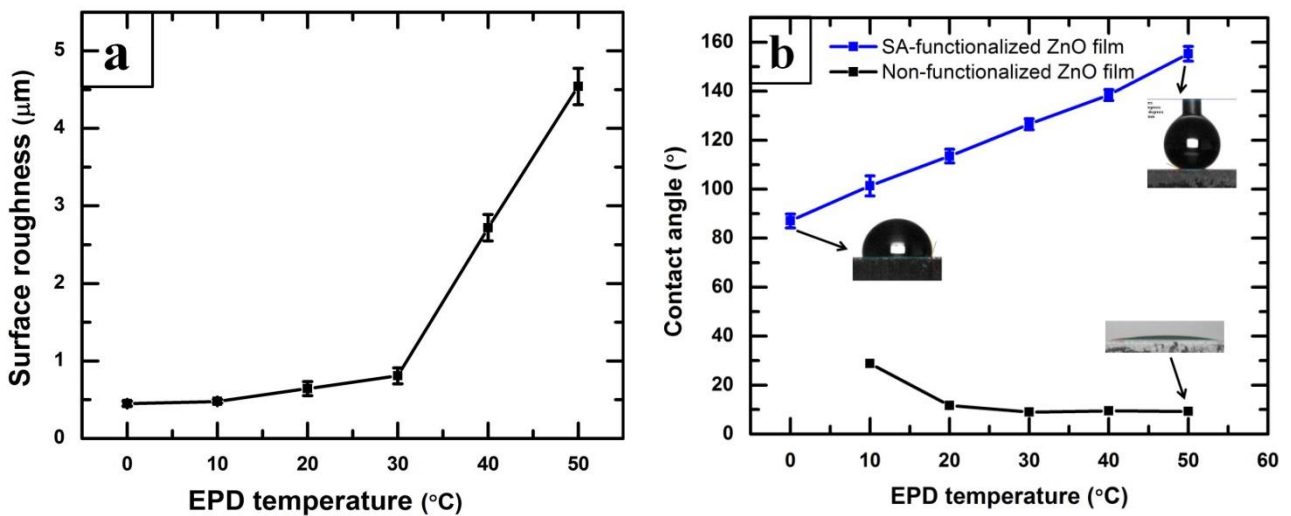 a
5
4
3
2
1
0
Surface roughness (μm)
0 10 20 30 40 50
EPD temperature (°C)
b
SA-functionalized ZnO film
Non-functionalized ZnO film
160
140
120
100
80
60
40
20
0
Contact angle (°)
0 10 20 30 40 50 60
EPD temperature (°C)